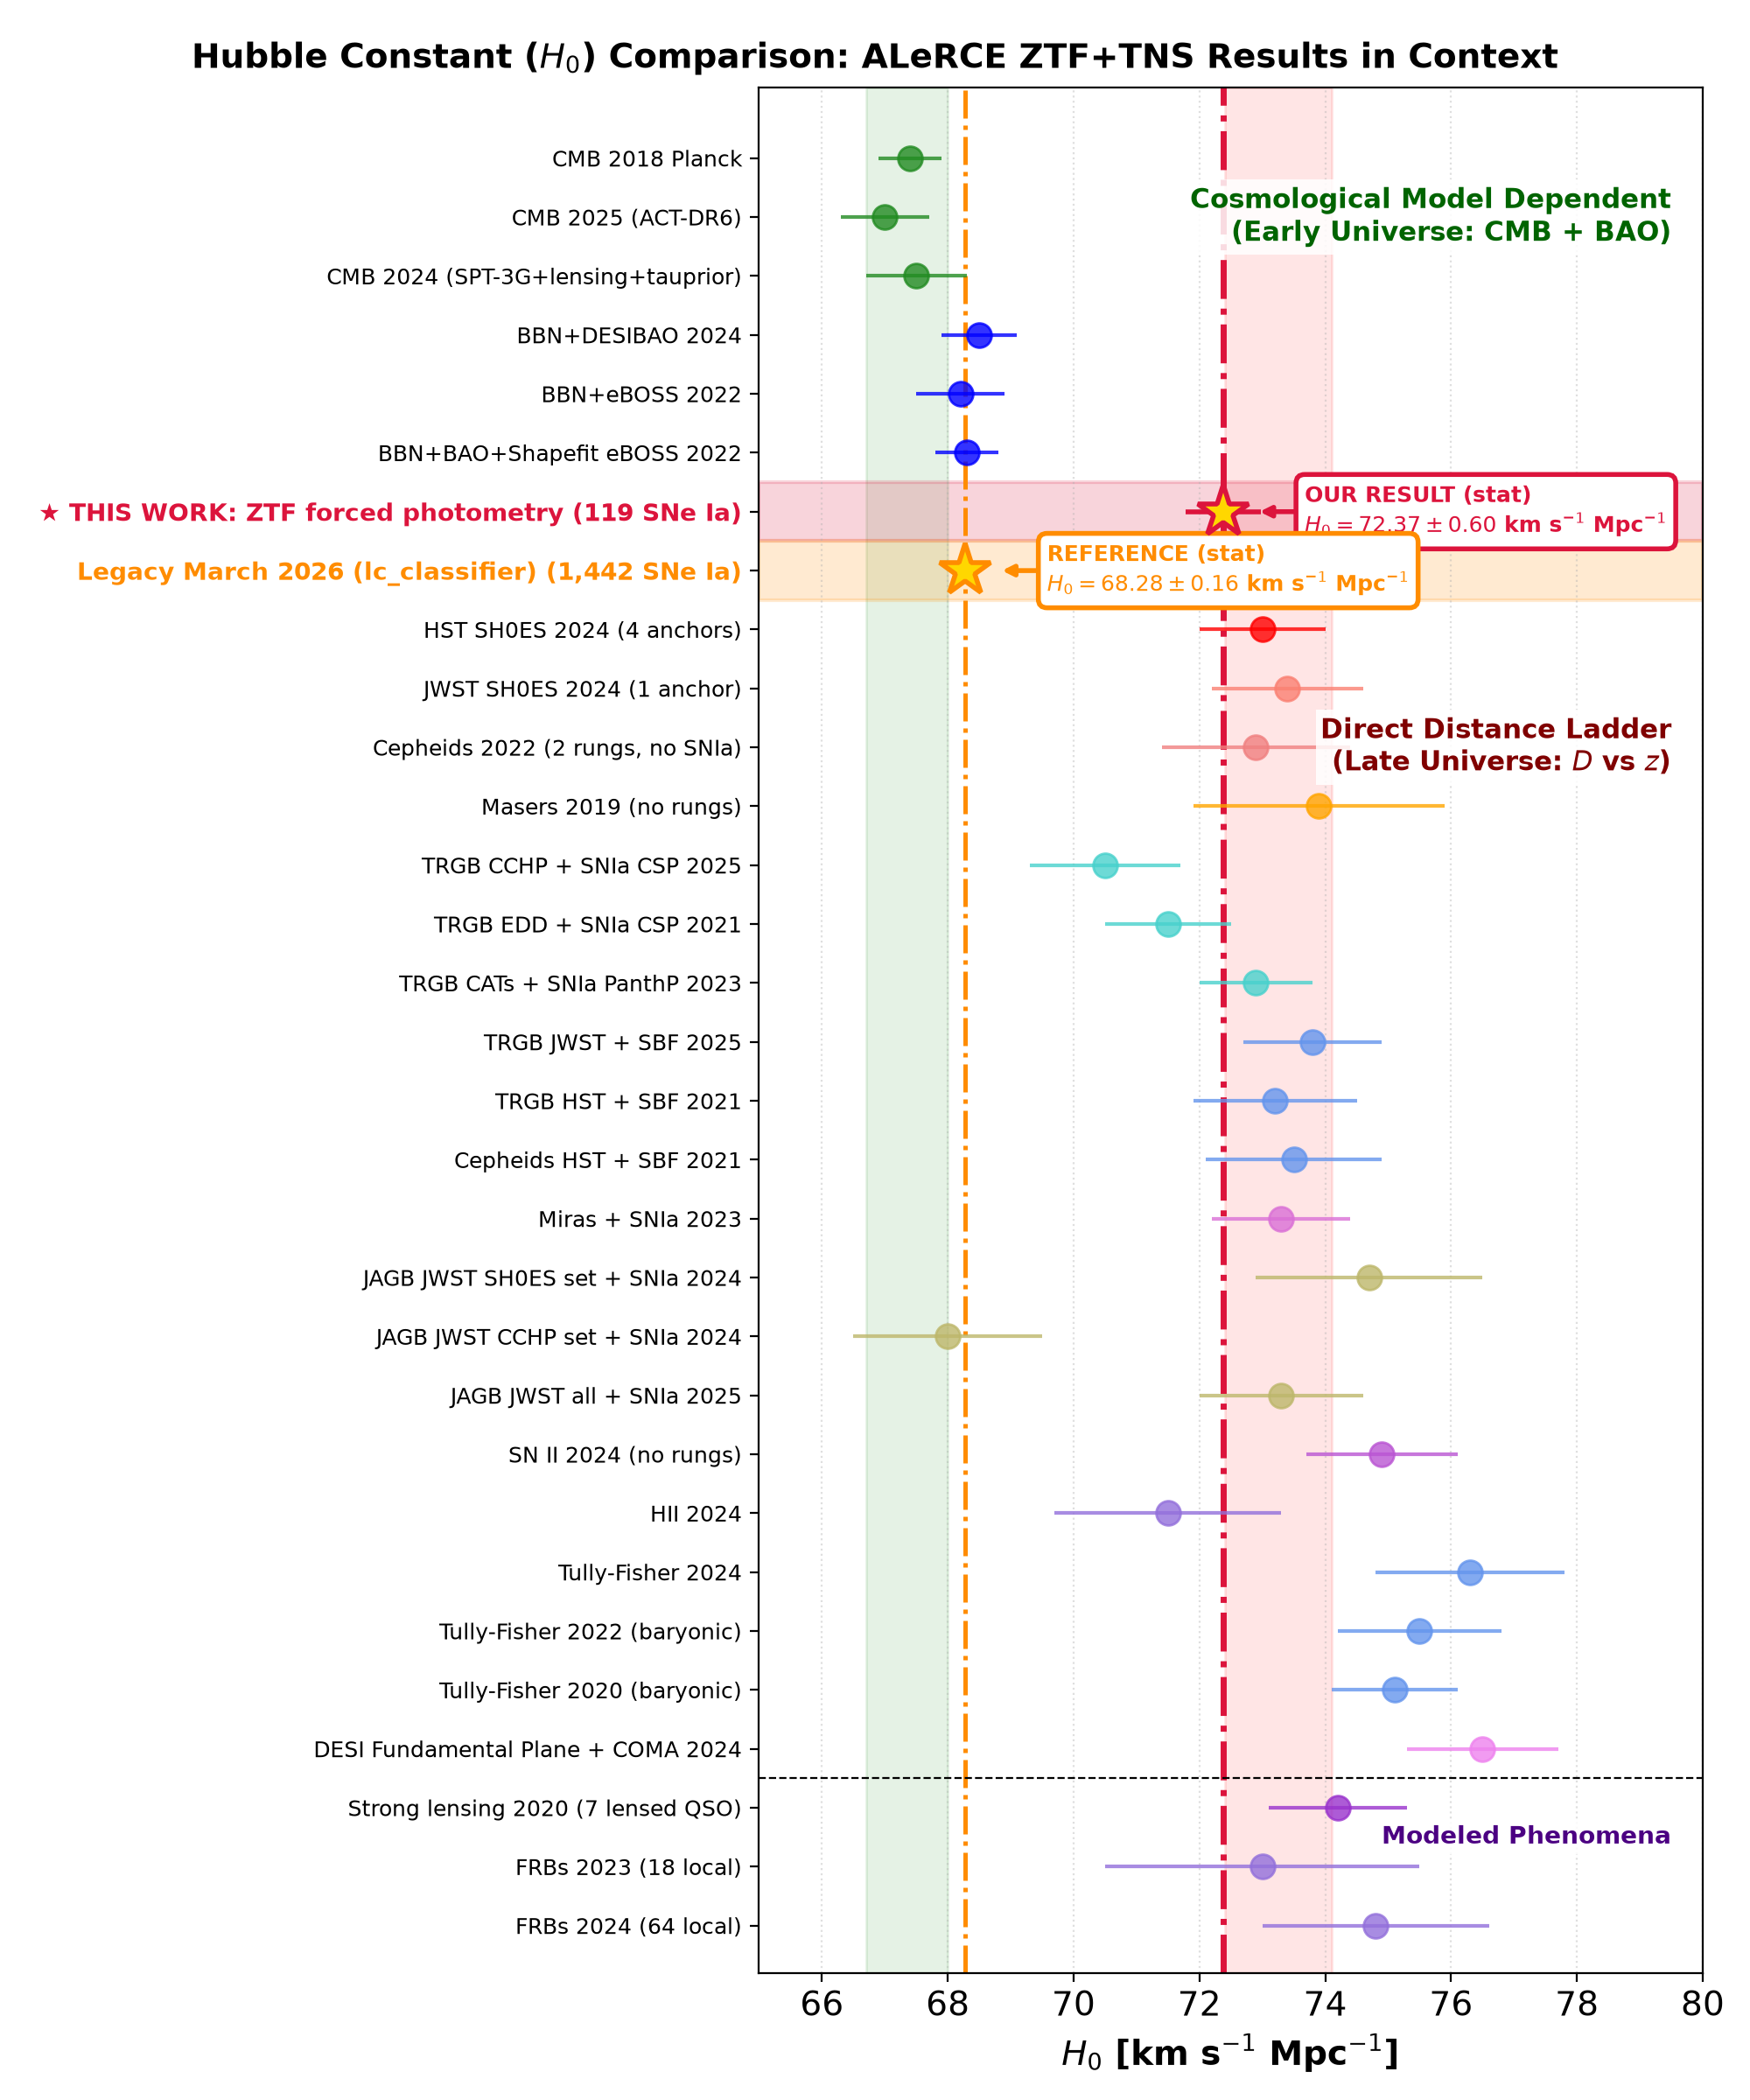 Hubble Constant (H₀) Comparison: ALeRCE ZTF+TNS Results in Context
CMB 2018 Planck
CMB 2025 (ACT-DR6)
Cosmological Model Dependent
(Early Universe: CMB + BAO)
CMB 2024 (SPT-3G+lensing+tauprior)
BBN+DESIBAO 2024
BBN+eBOSS 2022
BBN+BAO+Shapefit eBOSS 2022
★ THIS WORK: ZTF forced photometry (119 SNe Ia)
OUR RESULT (stat)
H₀ = 72.37 ± 0.60 km s⁻¹ Mpc⁻¹
Legacy March 2026 (lc_classifier) (1,442 SNe Ia)
REFERENCE (stat)
H₀ = 68.28 ± 0.16 km s⁻¹ Mpc⁻¹
HST SH0ES 2024 (4 anchors)
JWST SH0ES 2024 (1 anchor)
Cepheids 2022 (2 rungs, no SNIa)
Direct Distance Ladder
(Late Universe: D vs z)
Masers 2019 (no rungs)
TRGB CCHP + SNIa CSP 2025
TRGB EDD + SNIa CSP 2021
TRGB CATs + SNIa PanthP 2023
TRGB JWST + SBF 2025
TRGB HST + SBF 2021
Cepheids HST + SBF 2021
Miras + SNIa 2023
JAGB JWST SH0ES set + SNIa 2024
JAGB JWST CCHP set + SNIa 2024
JAGB JWST all + SNIa 2025
SN II 2024 (no rungs)
HII 2024
Tully-Fisher 2024
Tully-Fisher 2022 (baryonic)
Tully-Fisher 2020 (baryonic)
DESI Fundamental Plane + COMA 2024
Strong lensing 2020 (7 lensed QSO)
Modeled Phenomena
FRBs 2023 (18 local)
FRBs 2024 (64 local)
66 68 70 72 74 76 78 80
H₀ [km s⁻¹ Mpc⁻¹]